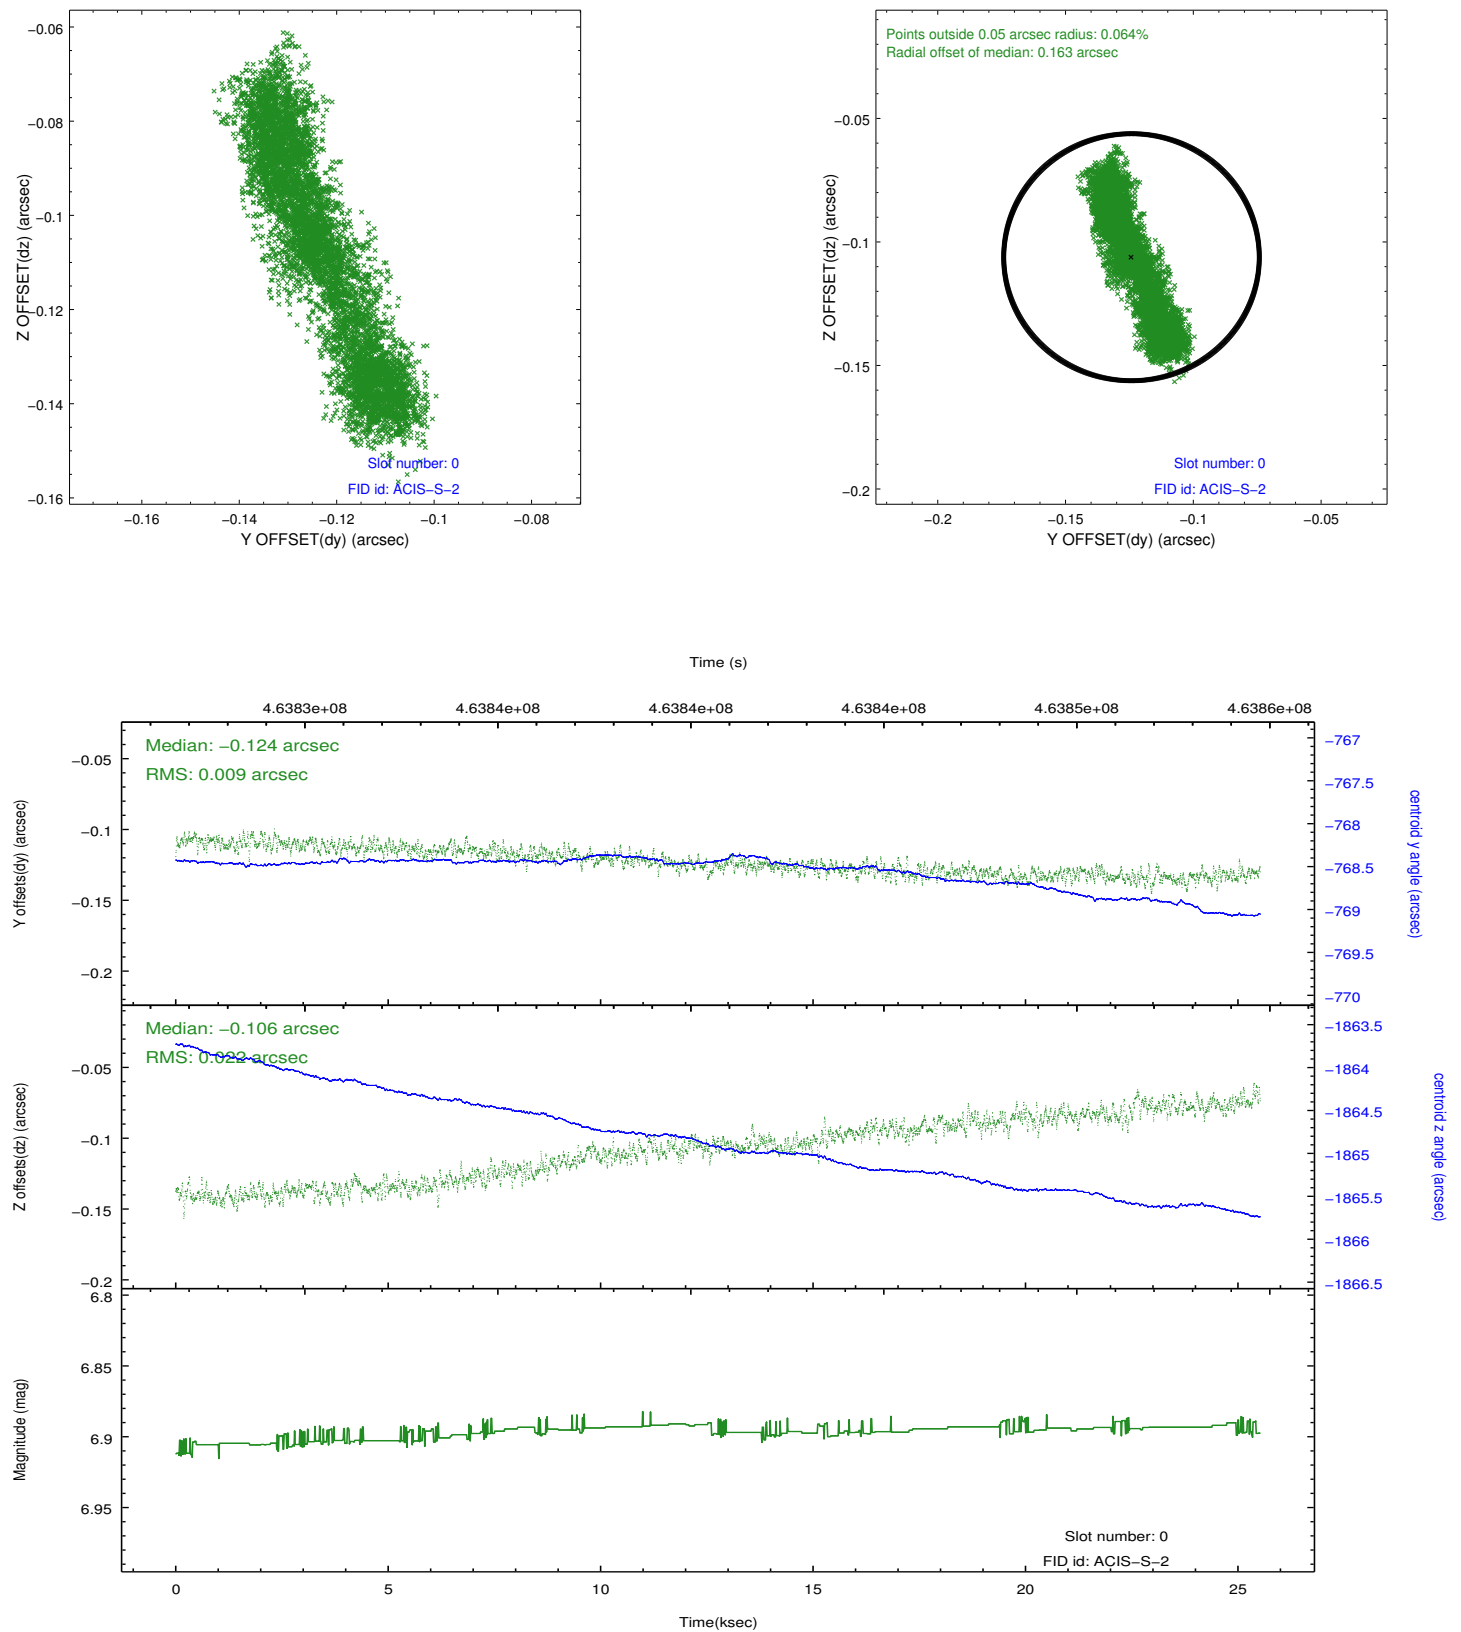 −0.06
−0.08
−0.1
−0.12
−0.14
−0.16
Z OFFSET(dz) (arcsec)
Slot number: 0
FID id: ACIS−S−2
−0.16
−0.14
−0.12
−0.1
−0.08
Y OFFSET(dy) (arcsec)
Points outside 0.05 arcsec radius: 0.064%
Radial offset of median: 0.163 arcsec
−0.05
−0.1
−0.15
−0.2
Z OFFSET(dz) (arcsec)
Slot number: 0
FID id: ACIS−S−2
−0.2
−0.15
−0.1
−0.05
Y OFFSET(dy) (arcsec)
Time (s)
4.6383e+08
4.6384e+08
4.6384e+08
4.6384e+08
4.6385e+08
4.6386e+08
Median: −0.124 arcsec
RMS: 0.009 arcsec
−0.05
−0.1
−0.15
−0.2
Y offsets(dy) (arcsec)
−767
−767.5
−768
−768.5
−769
−769.5
−770
centroid y angle (arcsec)
Median: −0.106 arcsec
RMS: 0.022 arcsec
−0.05
−0.1
−0.15
−0.2
Z offsets(dz) (arcsec)
−1863.5
−1864
−1864.5
−1865
−1865.5
−1866
−1866.5
centroid z angle (arcsec)
6.8
6.85
6.9
6.95
Magnitude (mag)
Slot number: 0
FID id: ACIS−S−2
0
5
10
15
20
25
Time(ksec)